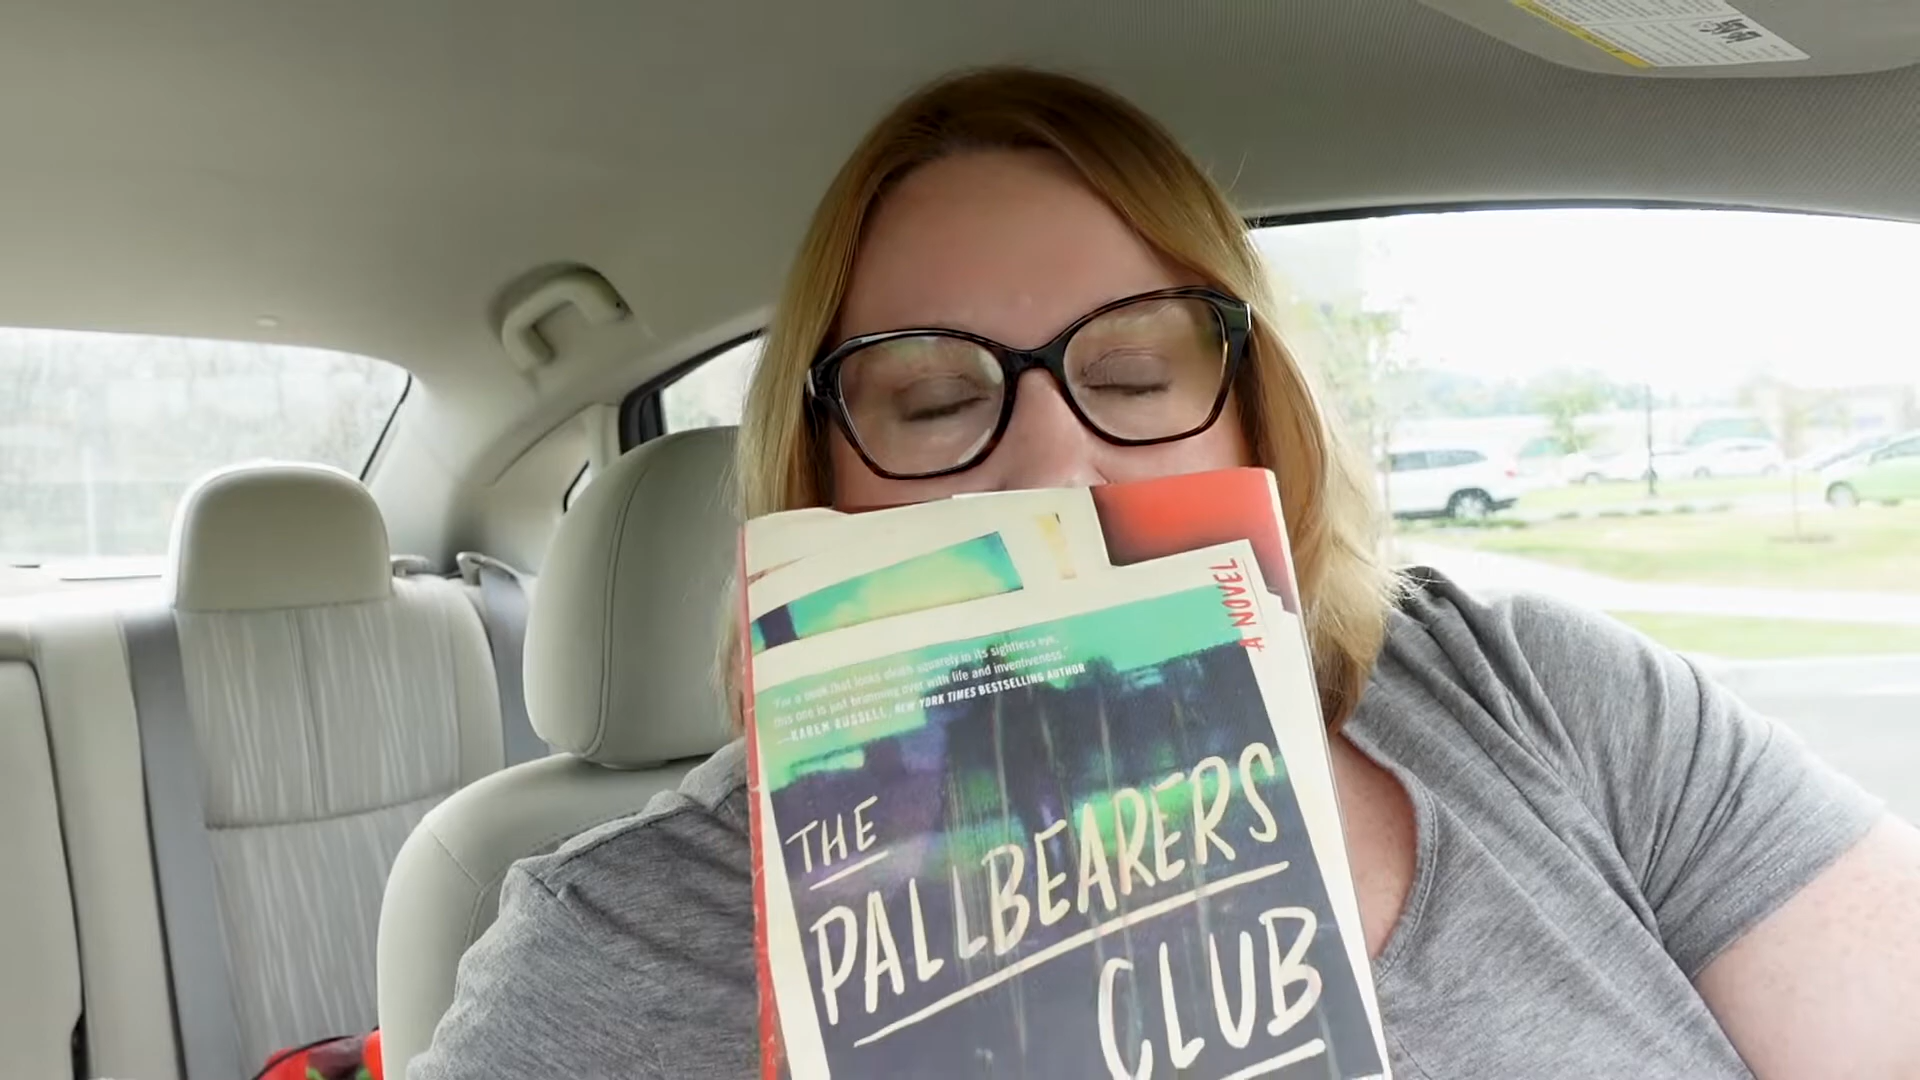 A NOVEL
"For a book that looks death squarely in its sightless eye,
this one is just brimming over with life and inventiveness."
—KAREN RUSSELL, NEW YORK TIMES BESTSELLING AUTHOR
THE
PALLBEARERS
CLUB